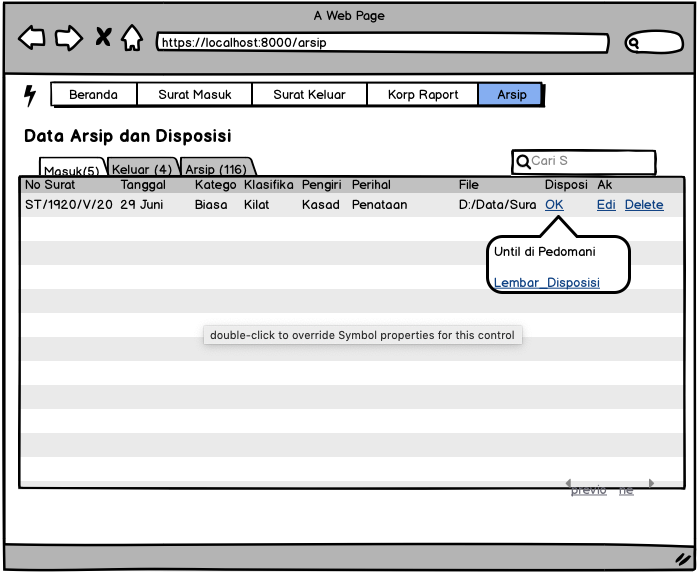 A Web Page
https://localhost:8000/arsip
Beranda Surat Masuk Surat Keluar Korp Raport Arsip
Data Arsip dan Disposisi
Cari S
Masuk(5) Keluar (4) Arsip (116)
No Surat Tanggal Katego Klasifika Pengiri Perihal File Disposi Ak
ST/1920/V/20 29 Juni Biasa Kilat Kasad Penataan D:/Data/Sura OK Edi Delete
Until di Pedomani
Lembar_Disposisi
double-click to override Symbol properties for this control
previo ne